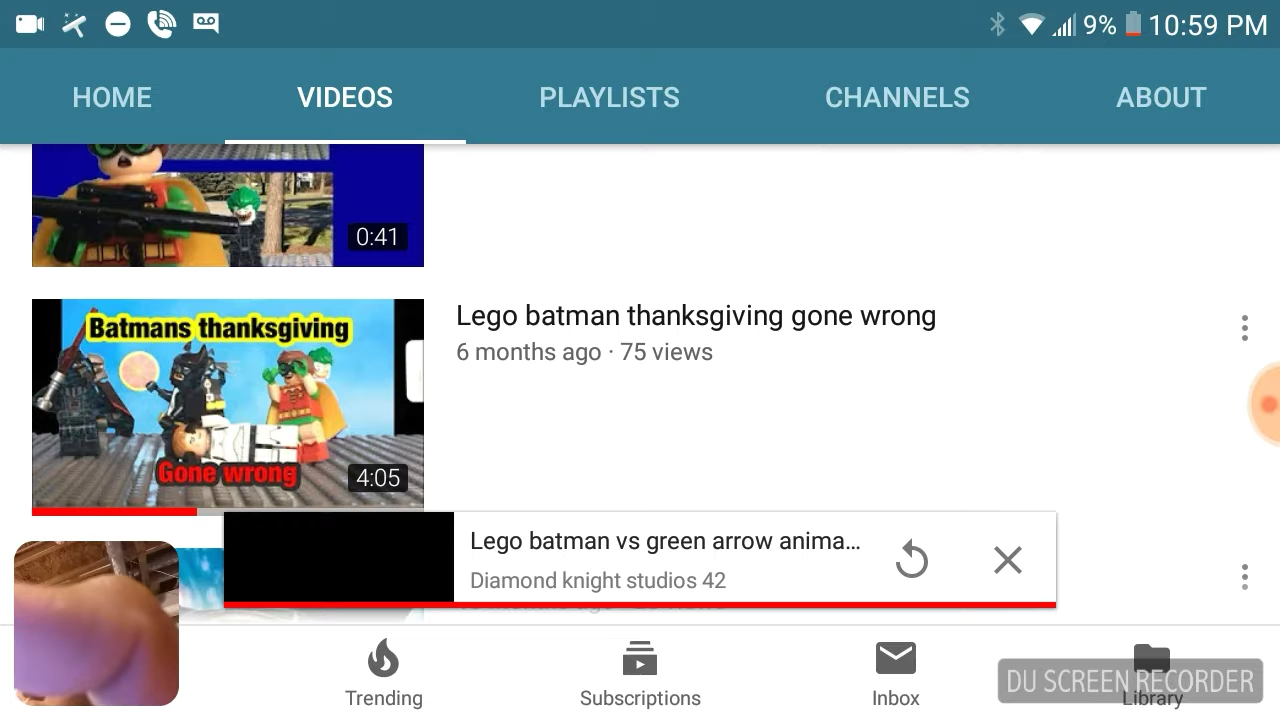 9% 10:59 PM
HOME VIDEOS PLAYLISTS CHANNELS ABOUT
0:41
Batmans thanksgiving
Gone wrong
4:05
Lego batman thanksgiving gone wrong
6 months ago · 75 views
Lego batman vs green arrow anima...
Diamond knight studios 42
Trending Subscriptions Inbox Library
DU SCREEN RECORDER